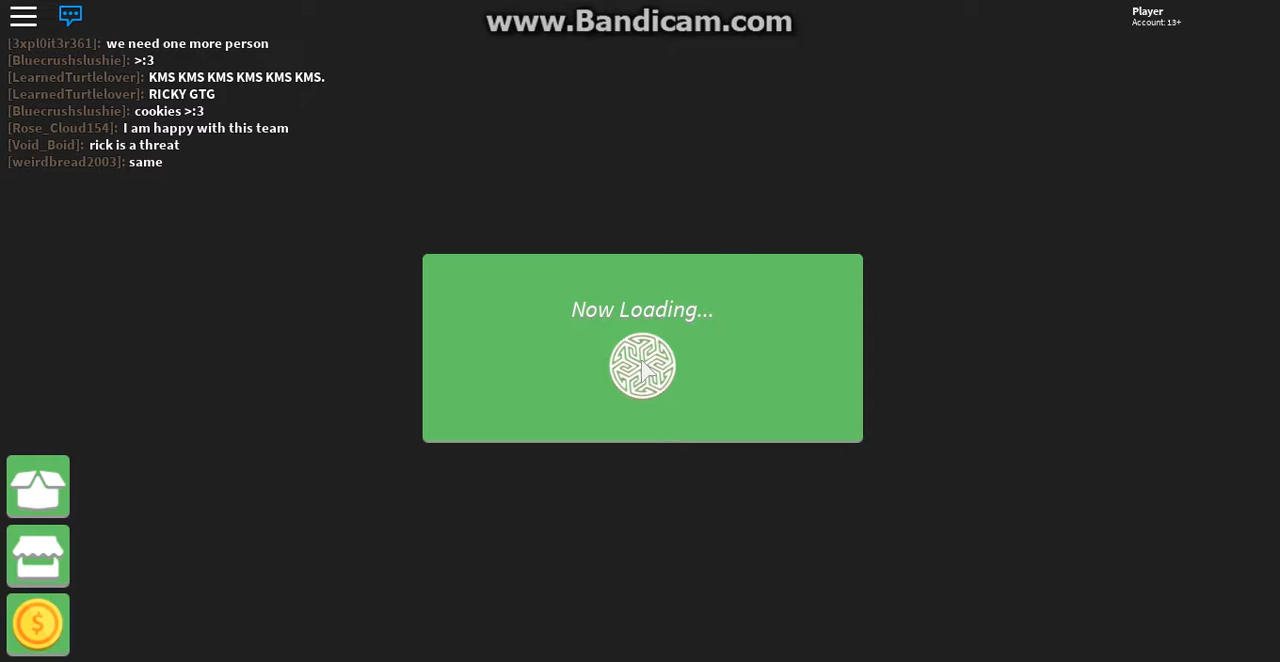 www.Bandicam.com
Player
Account: 13+
[3xpl0it3r361]: we need one more person
[Bluecrushslushie]: >:3
[LearnedTurtlelover]: KMS KMS KMS KMS KMS KMS.
[LearnedTurtlelover]: RICKY GTG
[Bluecrushslushie]: cookies >:3
[Rose_Cloud154]: I am happy with this team
[Void_Boid]: rick is a threat
[weirdbread2003]: same
Now Loading...
$